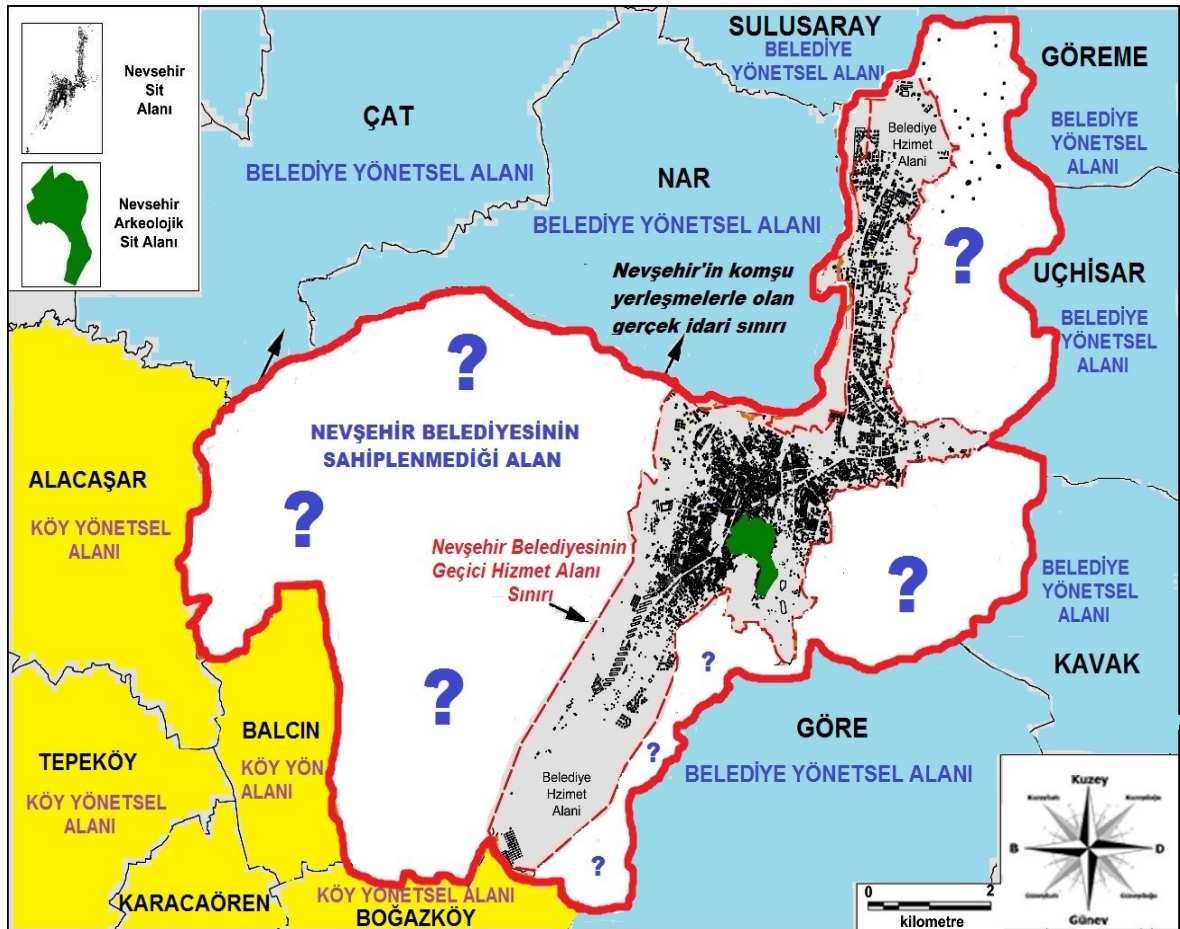 Nevsehir
Sit
Alanı
Nevsehir
Arkeolojik
Sit Alanı
SULUSARAY
BELEDİYE
YÖNETSEL ALANI
GÖREME
BELEDİYE
YÖNETSEL
ALANI
ÇAT
BELEDİYE YÖNETSEL ALANI
NAR
BELEDİYE YÖNETSEL ALANI
Belediye
Hzimet
Alani
?
Nevşehir'in komşu
yerleşmelerle olan
gerçek idari sınırı
UÇHİSAR
BELEDİYE
YÖNETSEL
ALANI
?
NEVŞEHİR BELEDİYESİNİN
SAHİPLENMEDİĞİ ALAN
ALACAŞAR
KÖY YÖNETSEL
ALANI
?
Nevşehir Belediyesinin
Geçici Hizmet Alanı
Sınırı
?
BELEDİYE
YÖNETSEL
ALANI
KAVAK
?
?
?
?
GÖRE
BELEDİYE YÖNETSEL ALANI
BALCIN
KÖY YÖN
ALANI
TEPEKÖY
KÖY YÖNETSEL
ALANI
Belediye
Hzimet
Alani
KARACAÖREN
KÖY YÖNETSEL ALANI
BOĞAZKÖY
Kuzey
B
D
Günev
0 2
kilometre